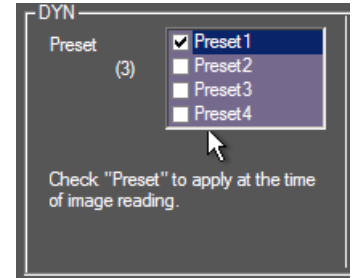 DYN
Preset
(3)
Preset1
Preset2
Preset3
Preset4
Check "Preset" to apply at the time
of image reading.